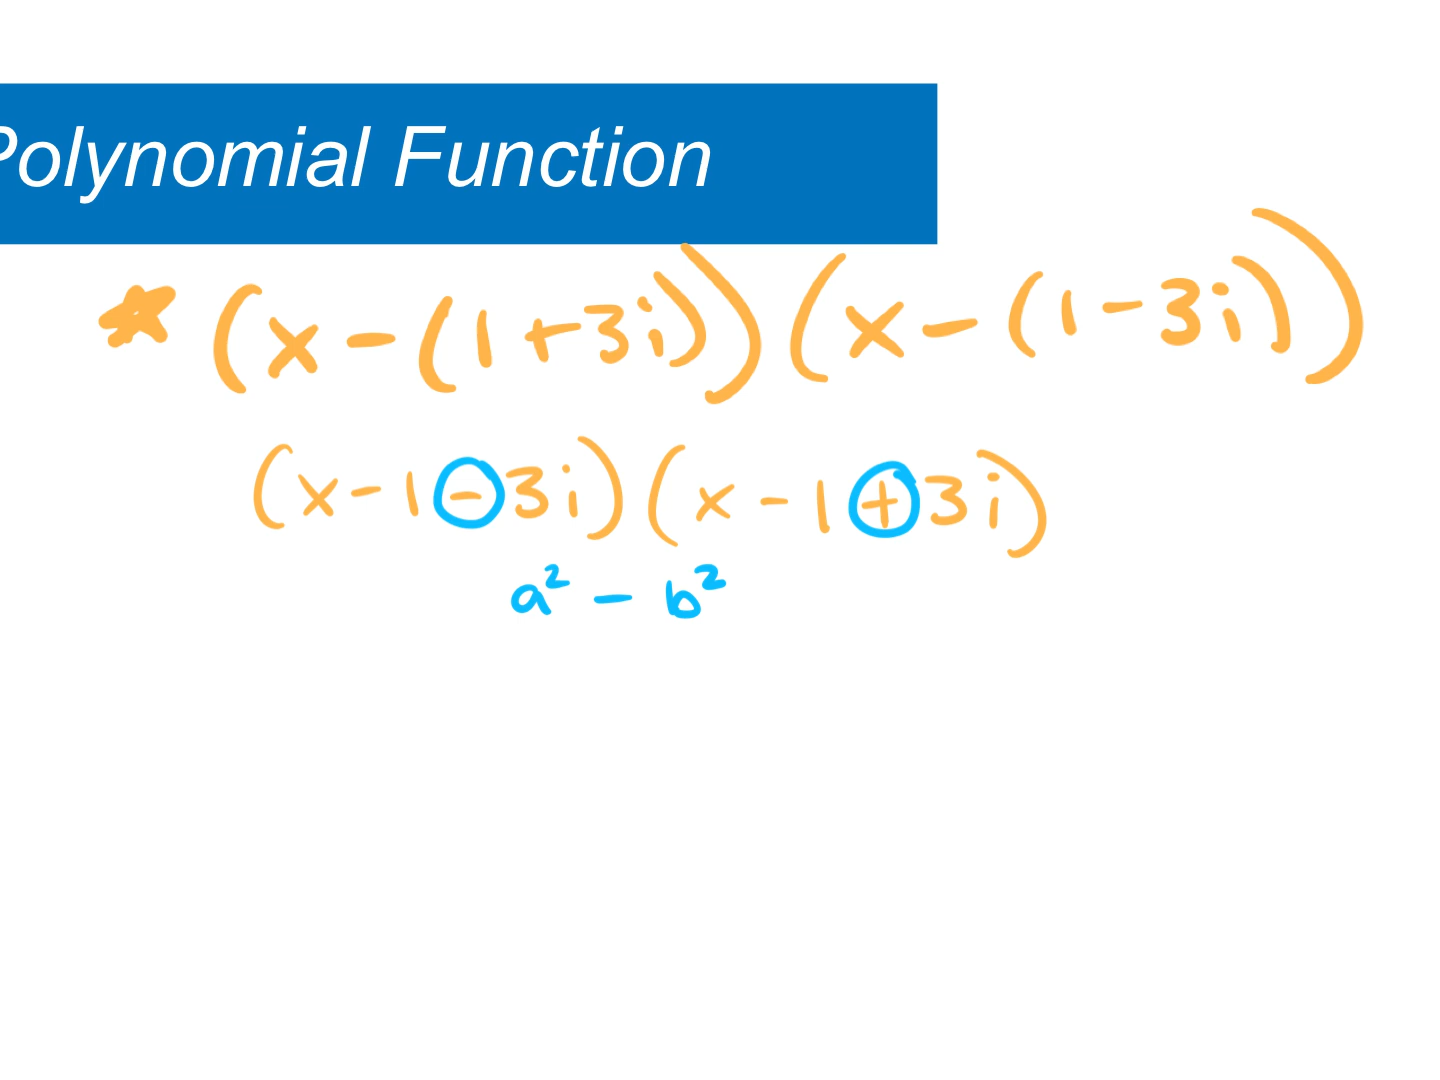 Polynomial Function
* (x-(1+3i))(x-(1-3i))
(x-1-3i)(x-1+3i)
a² - b²